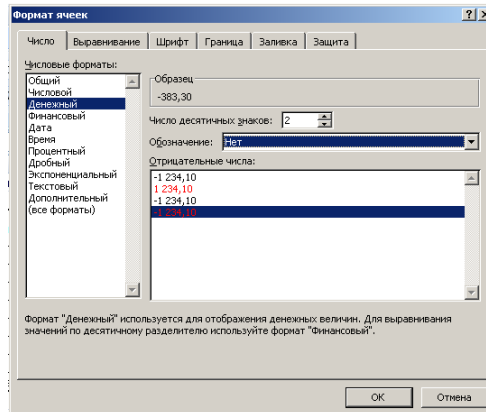 Формат ячеек
Число Выравнивание Шрифт Граница Заливка Защита
Числовые форматы:
Общий
Числовой
Денежный
Финансовый
Дата
Время
Процентный
Дробный
Экспоненциальный
Текстовый
Дополнительный
(все форматы)
Образец
-383,30
Число десятичных знаков: 2
Обозначение: Нет
Отрицательные числа:
-1 234,10
1 234,10
-1 234,10
-1 234,10
Формат "Денежный" используется для отображения денежных величин. Для выравнивания
значений по десятичному разделителю используйте формат "Финансовый".
ОК Отмена